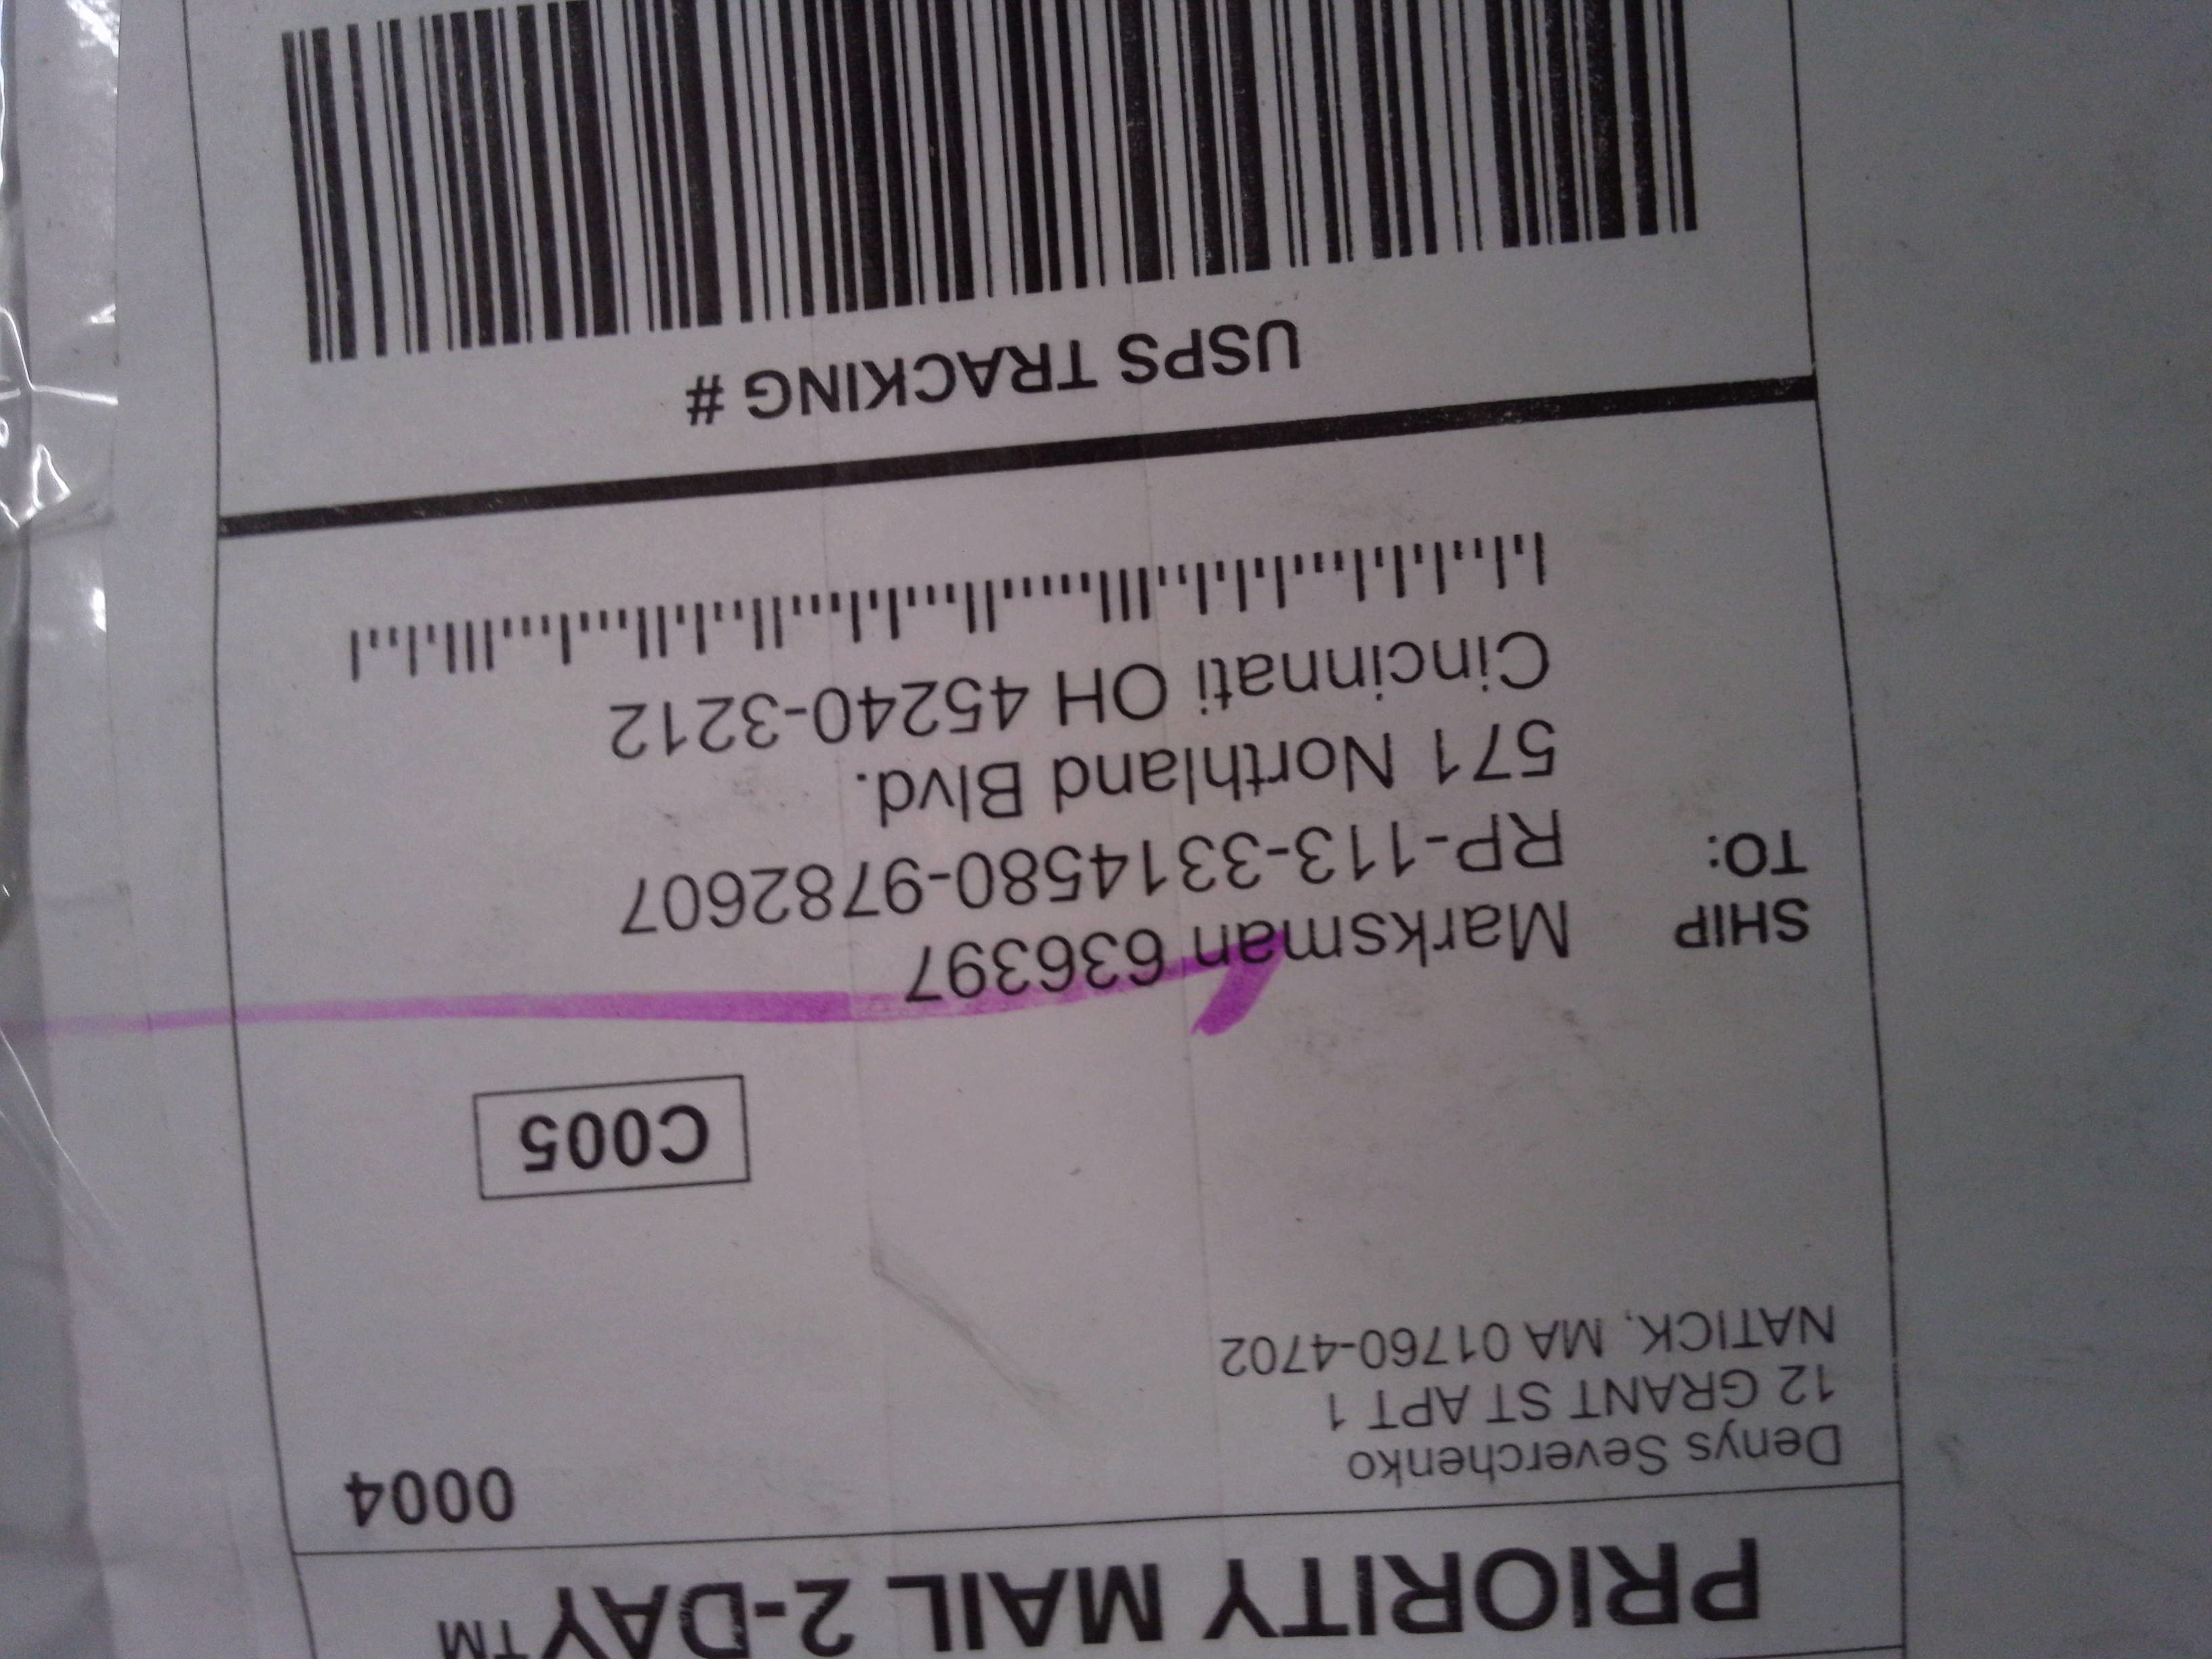 PRIORITY MAIL 2-DAY™
Denys Severchenko
12 GRANT ST APT 1
NATICK, MA 01760-4702
0004
C005
SHIP
TO:
Marksman 636397
RP-113-3314580-9782607
571 Northland Blvd.
Cincinnati OH 45240-3212
USPS TRACKING #